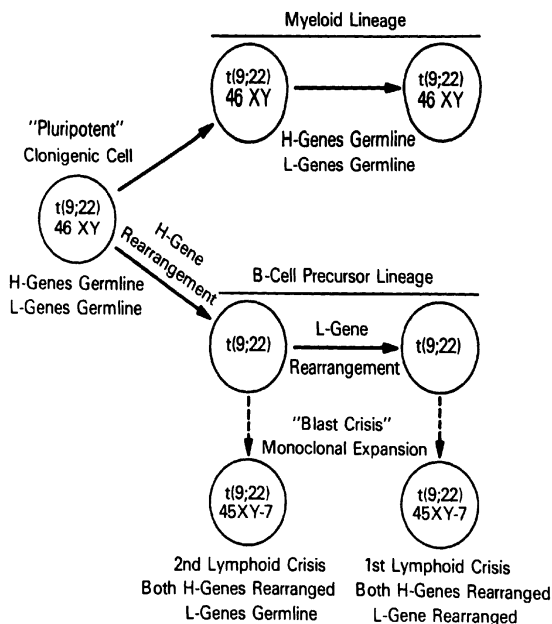 Myeloid Lineage
t(9;22)
46 XY
t(9;22)
46 XY
H-Genes Germline
L-Genes Germline
"Pluripotent"
Clonigenic Cell
t(9;22)
46 XY
H-Genes Germline
L-Genes Germline
H-Gene
Rearrangement
B-Cell Precursor Lineage
t(9;22)
L-Gene
Rearrangement
t(9;22)
"Blast Crisis"
Monoclonal Expansion
t(9;22)
45XY-7
2nd Lymphoid Crisis
Both H-Genes Rearranged
L-Genes Germline
t(9;22)
45XY-7
1st Lymphoid Crisis
Both H-Genes Rearranged
L-Gene Rearranged